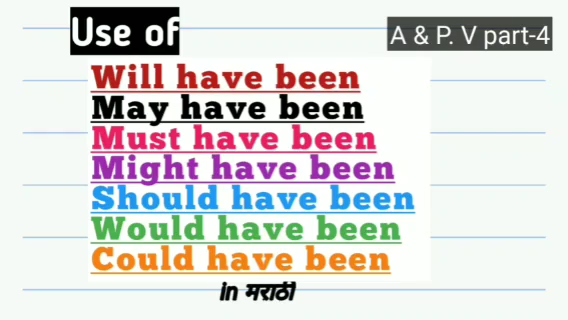 Use of
A & P. V part-4
Will have been
May have been
Must have been
Might have been
Should have been
Would have been
Could have been
in मराठी